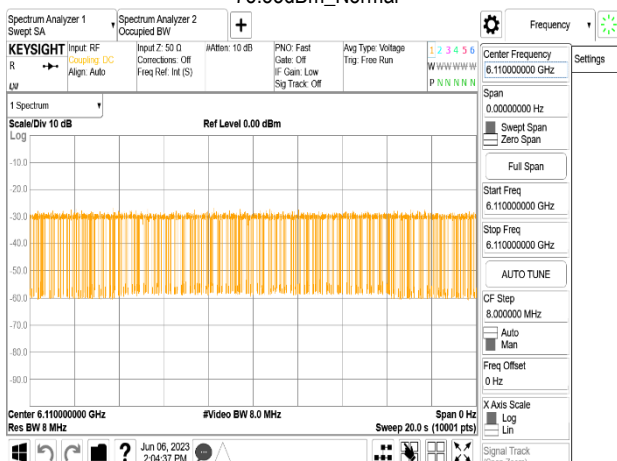 Spectrum Analyzer 1
Swept SA
Spectrum Analyzer 2
Occupied BW
+
Frequency
KEYSIGHT
R
Input: RF
Coupling: DC
Align: Auto
Input Z: 50 Ω
Corrections: Off
Freq Ref: Int (S)
#Atten: 10 dB
PNO: Fast
Gate: Off
IF Gain: Low
Sig Track: Off
Avg Type: Voltage
Trig: Free Run
1 2 3 4 5 6
W W W W W W
P N N N N N
Center Frequency
6.110000000 GHz
Settings
Span
0.00000000 Hz
Swept Span
Zero Span
Full Span
Start Freq
6.110000000 GHz
Stop Freq
6.110000000 GHz
AUTO TUNE
CF Step
8.000000 MHz
Auto
Man
Freq Offset
0 Hz
X Axis Scale
Log
Lin
Signal Track
1 Spectrum
Scale/Div 10 dB
Ref Level 0.00 dBm
Log
-10.0
-20.0
-30.0
-40.0
-50.0
-60.0
-70.0
-80.0
-90.0
Center 6.110000000 GHz
#Video BW 8.0 MHz
Span 0 Hz
Res BW 8 MHz
Sweep 20.0 s (10001 pts)
?
Jun 06, 2023
2:04:37 PM